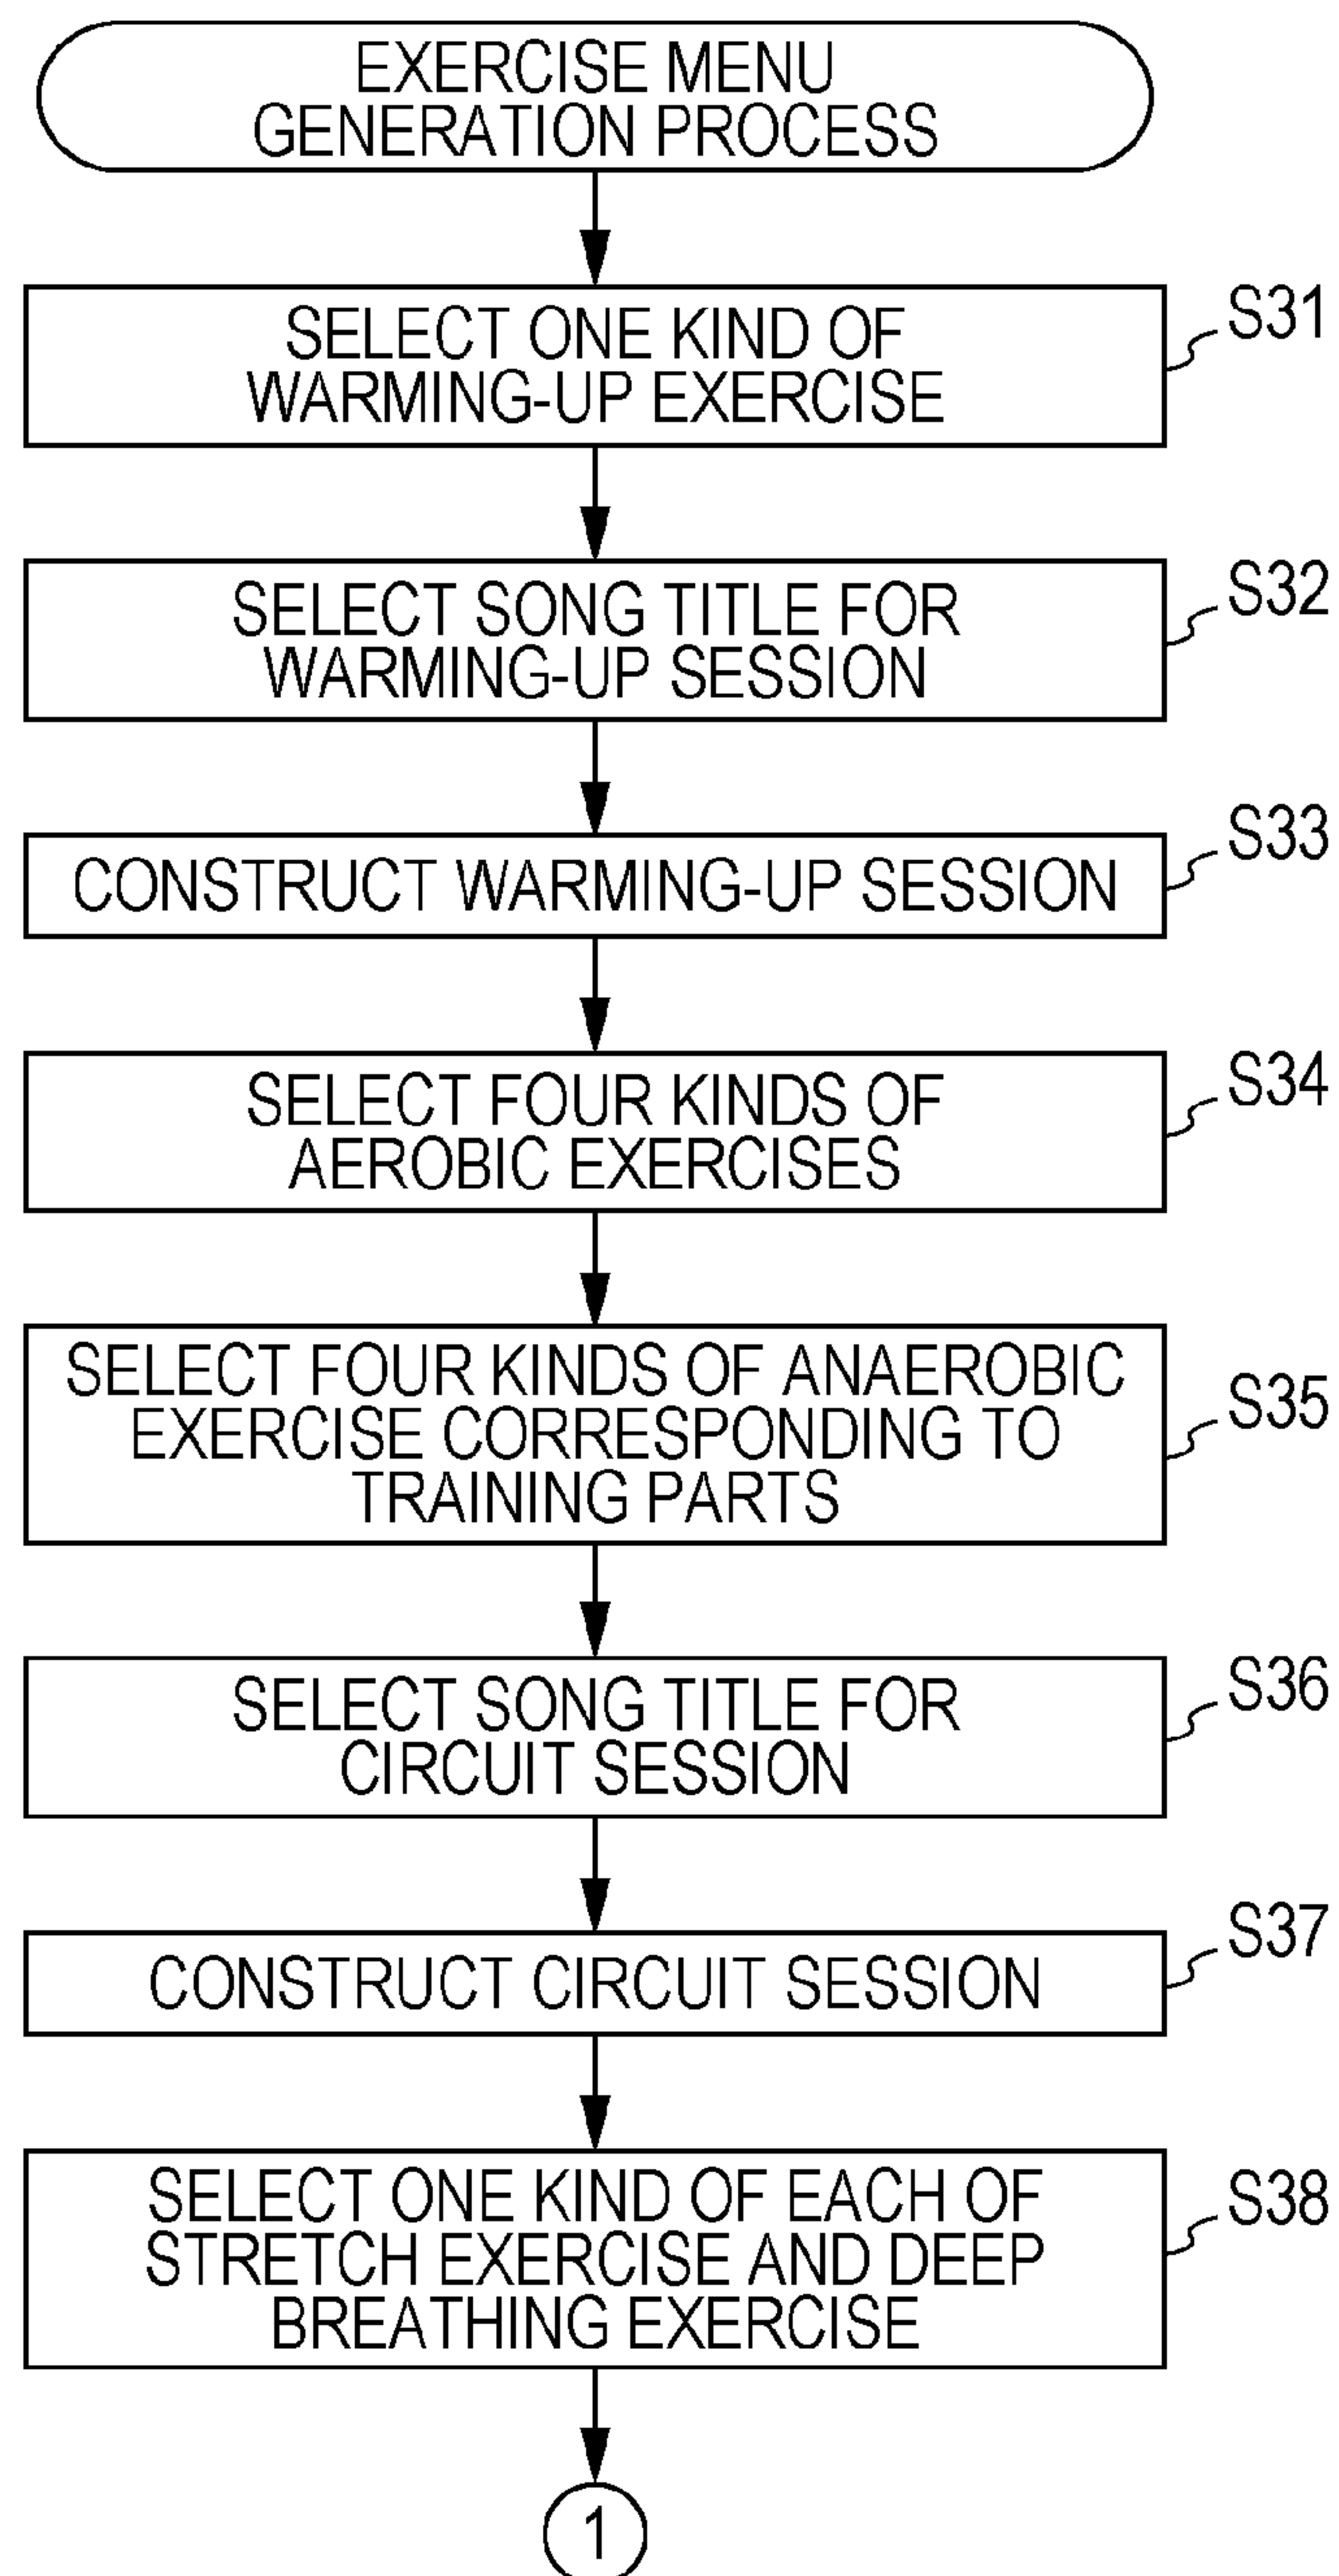 EXERCISE MENU
GENERATION PROCESS
SELECT ONE KIND OF
WARMING-UP EXERCISE
S31
SELECT SONG TITLE FOR
WARMING-UP SESSION
S32
CONSTRUCT WARMING-UP SESSION
S33
SELECT FOUR KINDS OF
AEROBIC EXERCISES
S34
SELECT FOUR KINDS OF ANAEROBIC
EXERCISE CORRESPONDING TO
TRAINING PARTS
S35
SELECT SONG TITLE FOR
CIRCUIT SESSION
S36
CONSTRUCT CIRCUIT SESSION
S37
SELECT ONE KIND OF EACH OF
STRETCH EXERCISE AND DEEP
BREATHING EXERCISE
S38
1